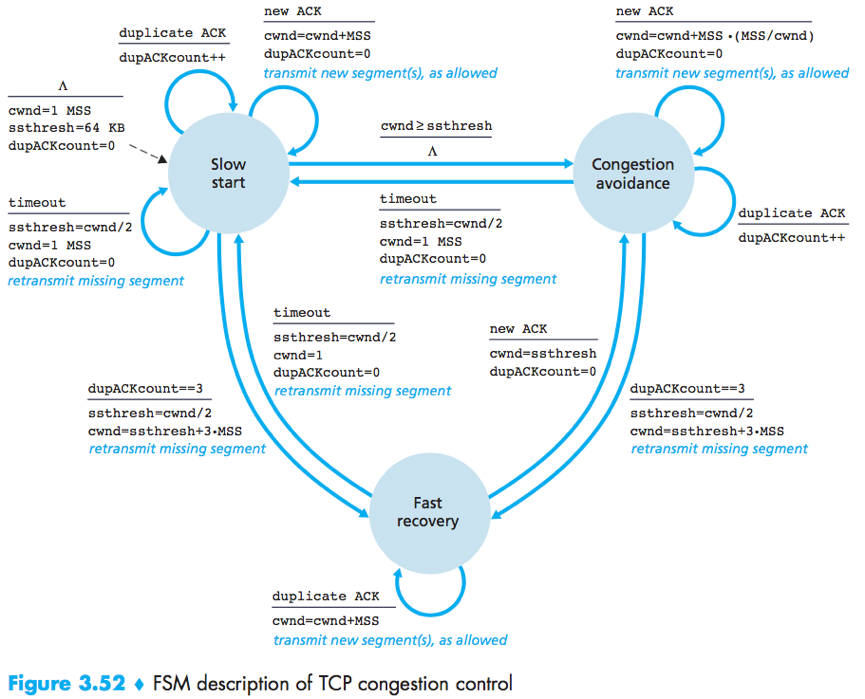 new ACK
cwnd=cwnd+MSS
dupACKcount=0
transmit new segment(s), as allowed
new ACK
cwnd=cwnd+MSS•(MSS/cwnd)
dupACKcount=0
transmit new segment(s), as allowed
duplicate ACK
dupACKcount++
Λ
cwnd=1 MSS
ssthresh=64 KB
dupACKcount=0
cwnd≥ssthresh
Λ
Slow
start
Congestion
avoidance
timeout
ssthresh=cwnd/2
cwnd=1 MSS
dupACKcount=0
retransmit missing segment
timeout
ssthresh=cwnd/2
cwnd=1 MSS
dupACKcount=0
retransmit missing segment
duplicate ACK
dupACKcount++
timeout
ssthresh=cwnd/2
cwnd=1
dupACKcount=0
retransmit missing segment
new ACK
cwnd=ssthresh
dupACKcount=0
dupACKcount==3
ssthresh=cwnd/2
cwnd=ssthresh+3•MSS
retransmit missing segment
dupACKcount==3
ssthresh=cwnd/2
cwnd=ssthresh+3•MSS
retransmit missing segment
Fast
recovery
duplicate ACK
cwnd=cwnd+MSS
transmit new segment(s), as allowed
Figure 3.52 ♦ FSM description of TCP congestion control